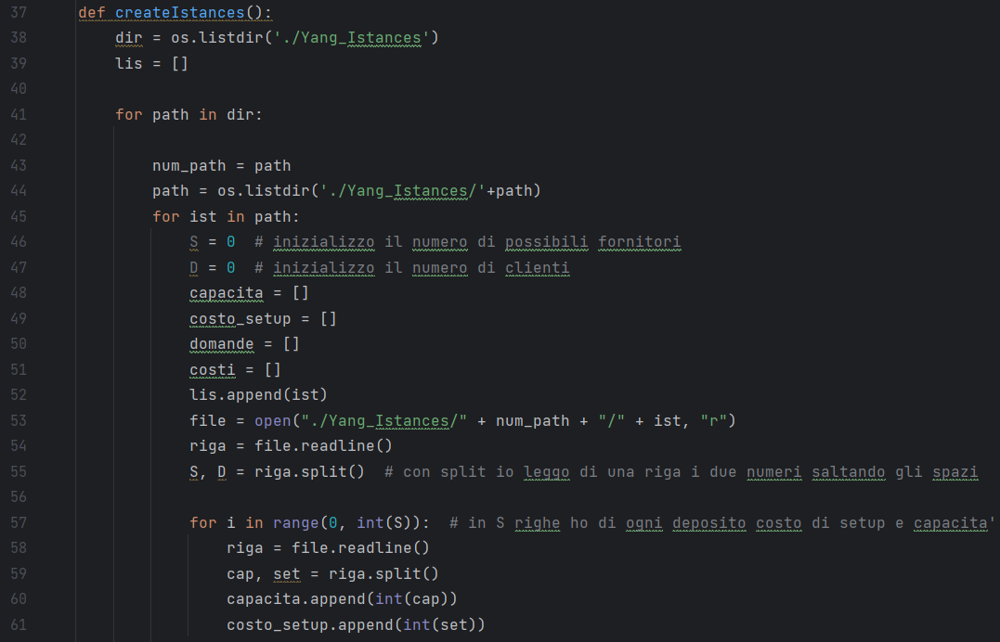 37 def createIstances():
38 dir = os.listdir('./Yang_Istances')
39 lis = []
40
41 for path in dir:
42
43 num_path = path
44 path = os.listdir('./Yang_Istances/'+path)
45 for ist in path:
46 S = 0  # inizializzo il numero di possibili fornitori
47 D = 0  # inizializzo il numero di clienti
48 capacita = []
49 costo_setup = []
50 domande = []
51 costi = []
52 lis.append(ist)
53 file = open("./Yang_Istances/" + num_path + "/" + ist, "r")
54 riga = file.readline()
55 S, D = riga.split()  # con split io leggo di una riga i due numeri saltando gli spazi
56
57 for i in range(0, int(S)):  # in S righe ho di ogni deposito costo di setup e capacita'
58 riga = file.readline()
59 cap, set = riga.split()
60 capacita.append(int(cap))
61 costo_setup.append(int(set))